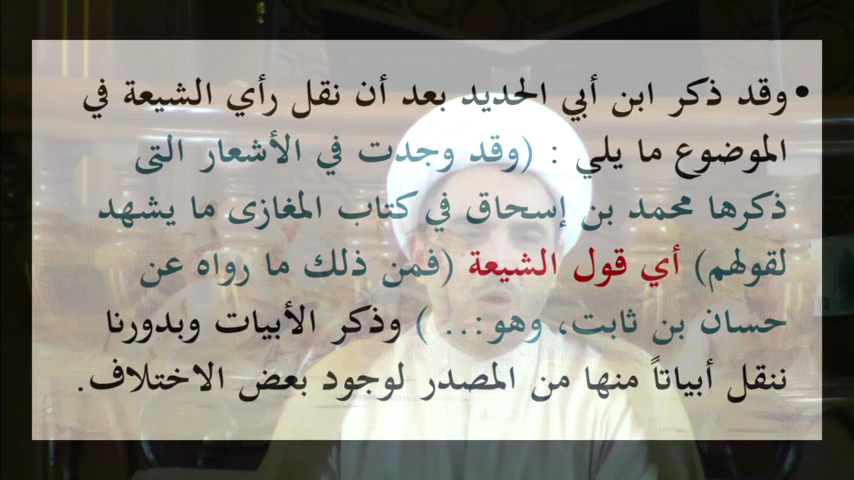 • وقد ذكر ابن أبي الحديد بعد أن نقل رأي الشيعة في
الموضوع ما يلي : (وقد وجدت في الأشعار التى
ذكرها محمد بن إسحاق في كتاب المغازى ما يشهد
لقولهم) أي قول الشيعة (فمن ذلك ما رواه عن
حسان بن ثابت، وهو:.. ) وذكر الأبيات وبدورنا
ننقل أبياتاً منها من المصدر لوجود بعض الاختلاف.